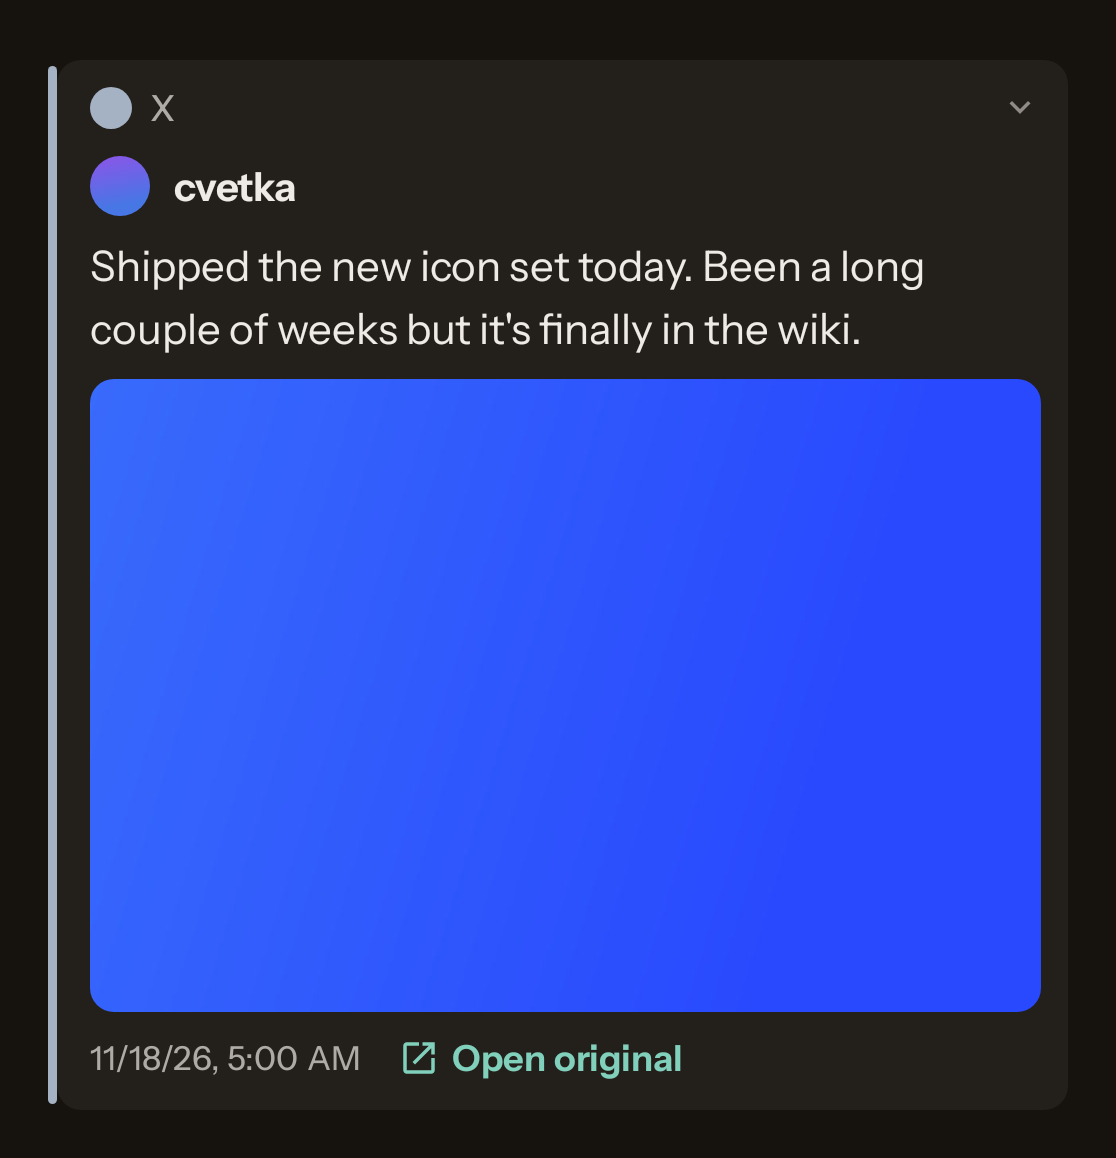 X
cvetka
Shipped the new icon set today. Been a long
couple of weeks but it's finally in the wiki.
11/18/26, 5:00 AM
Open original